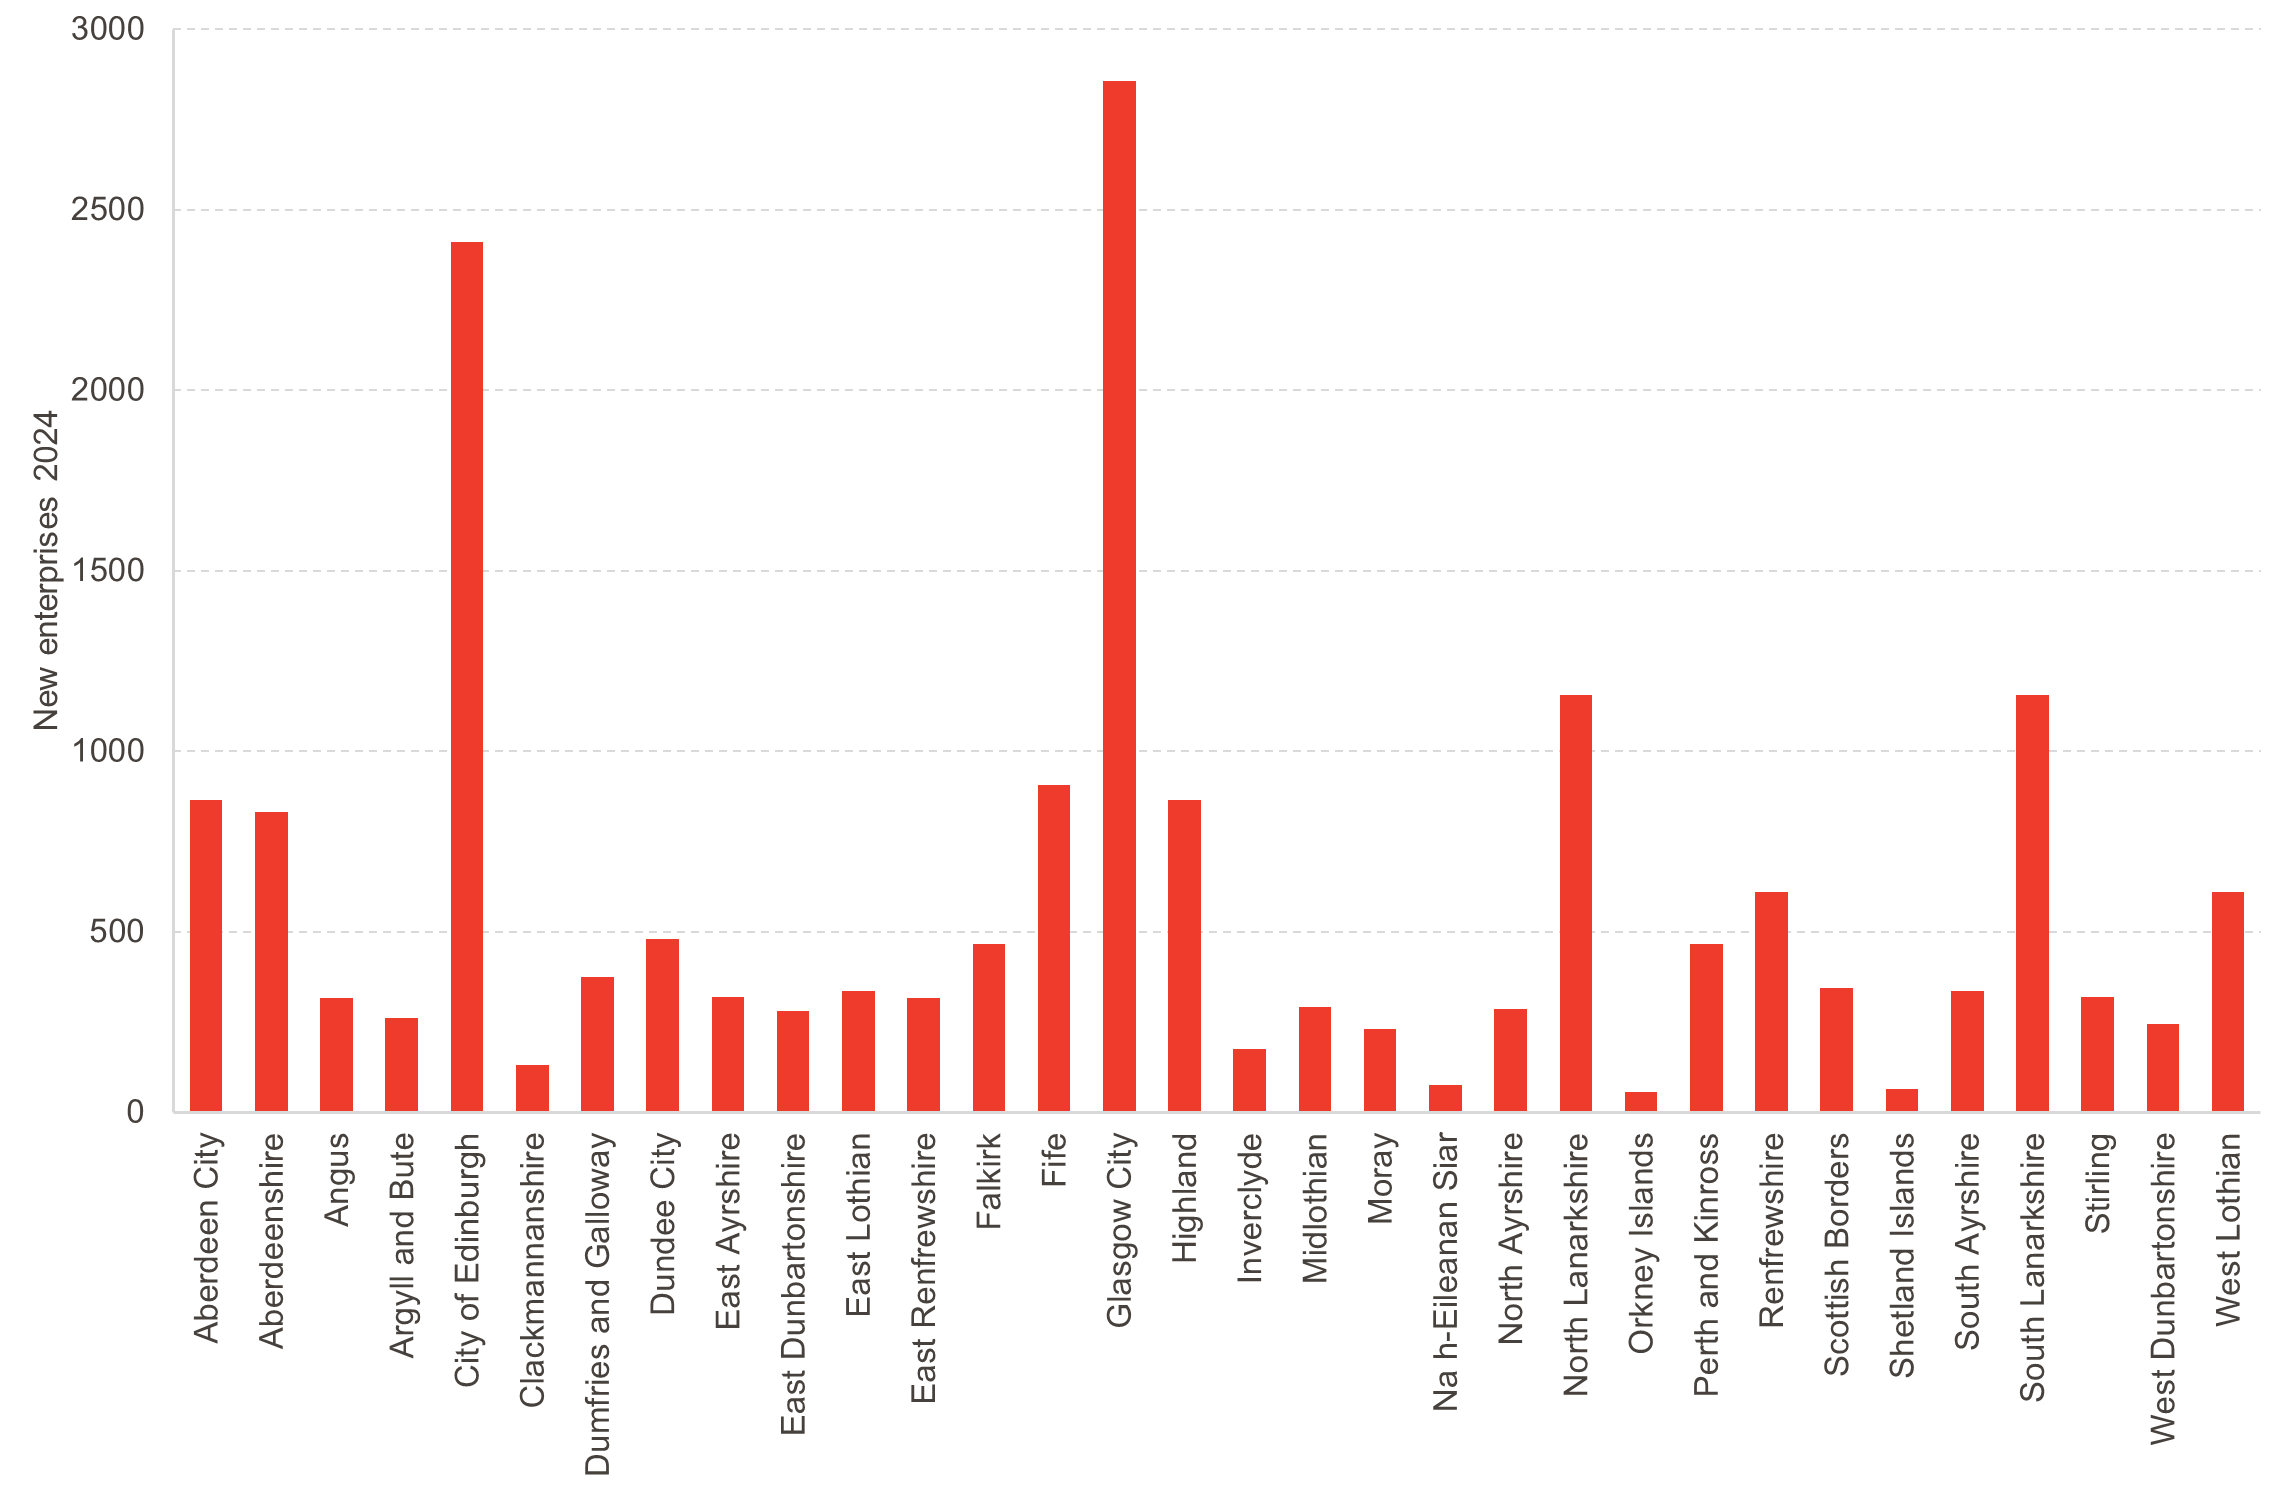 3000
2500
2000
1500
1000
500
0
New enterprises 2024
Aberdeen City
Aberdeenshire
Angus
Argyll and Bute
City of Edinburgh
Clackmannanshire
Dumfries and Galloway
Dundee City
East Ayrshire
East Dunbartonshire
East Lothian
East Renfrewshire
Falkirk
Fife
Glasgow City
Highland
Inverclyde
Midlothian
Moray
Na h-Eileanan Siar
North Ayrshire
North Lanarkshire
Orkney Islands
Perth and Kinross
Renfrewshire
Scottish Borders
Shetland Islands
South Ayrshire
South Lanarkshire
Stirling
West Dunbartonshire
West Lothian